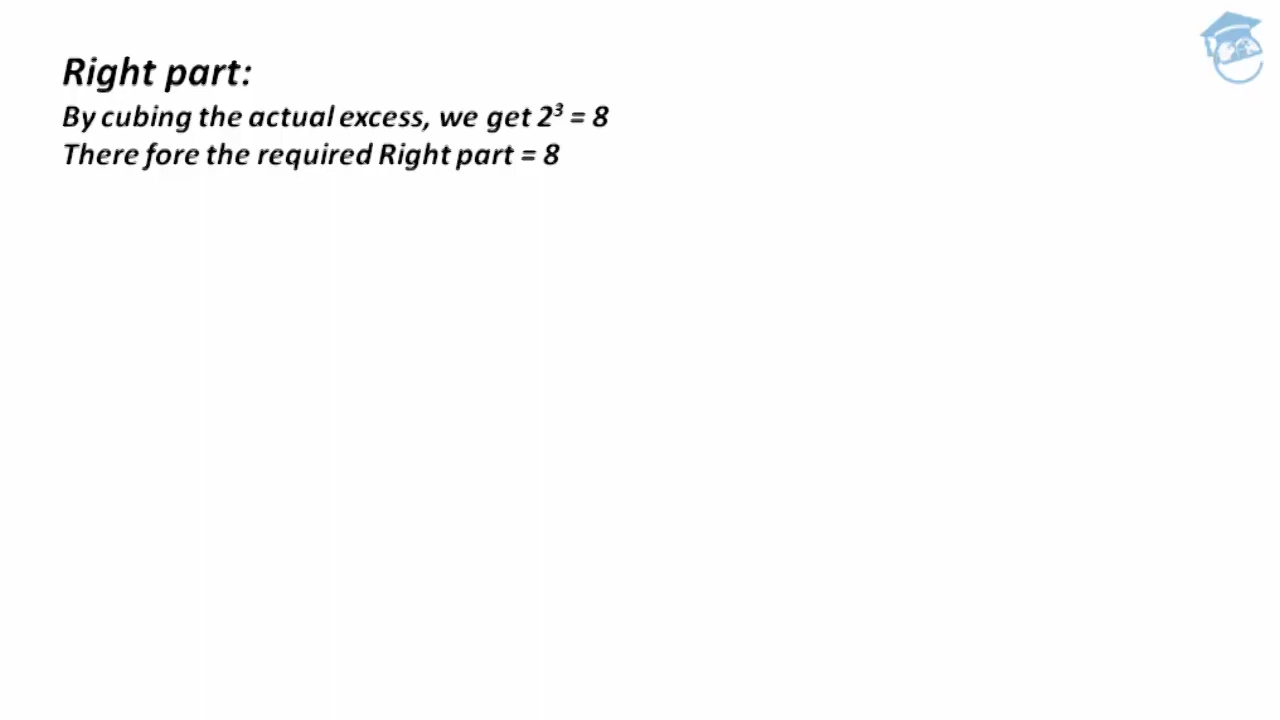 Right part:
By cubing the actual excess, we get 2³ = 8
There fore the required Right part = 8